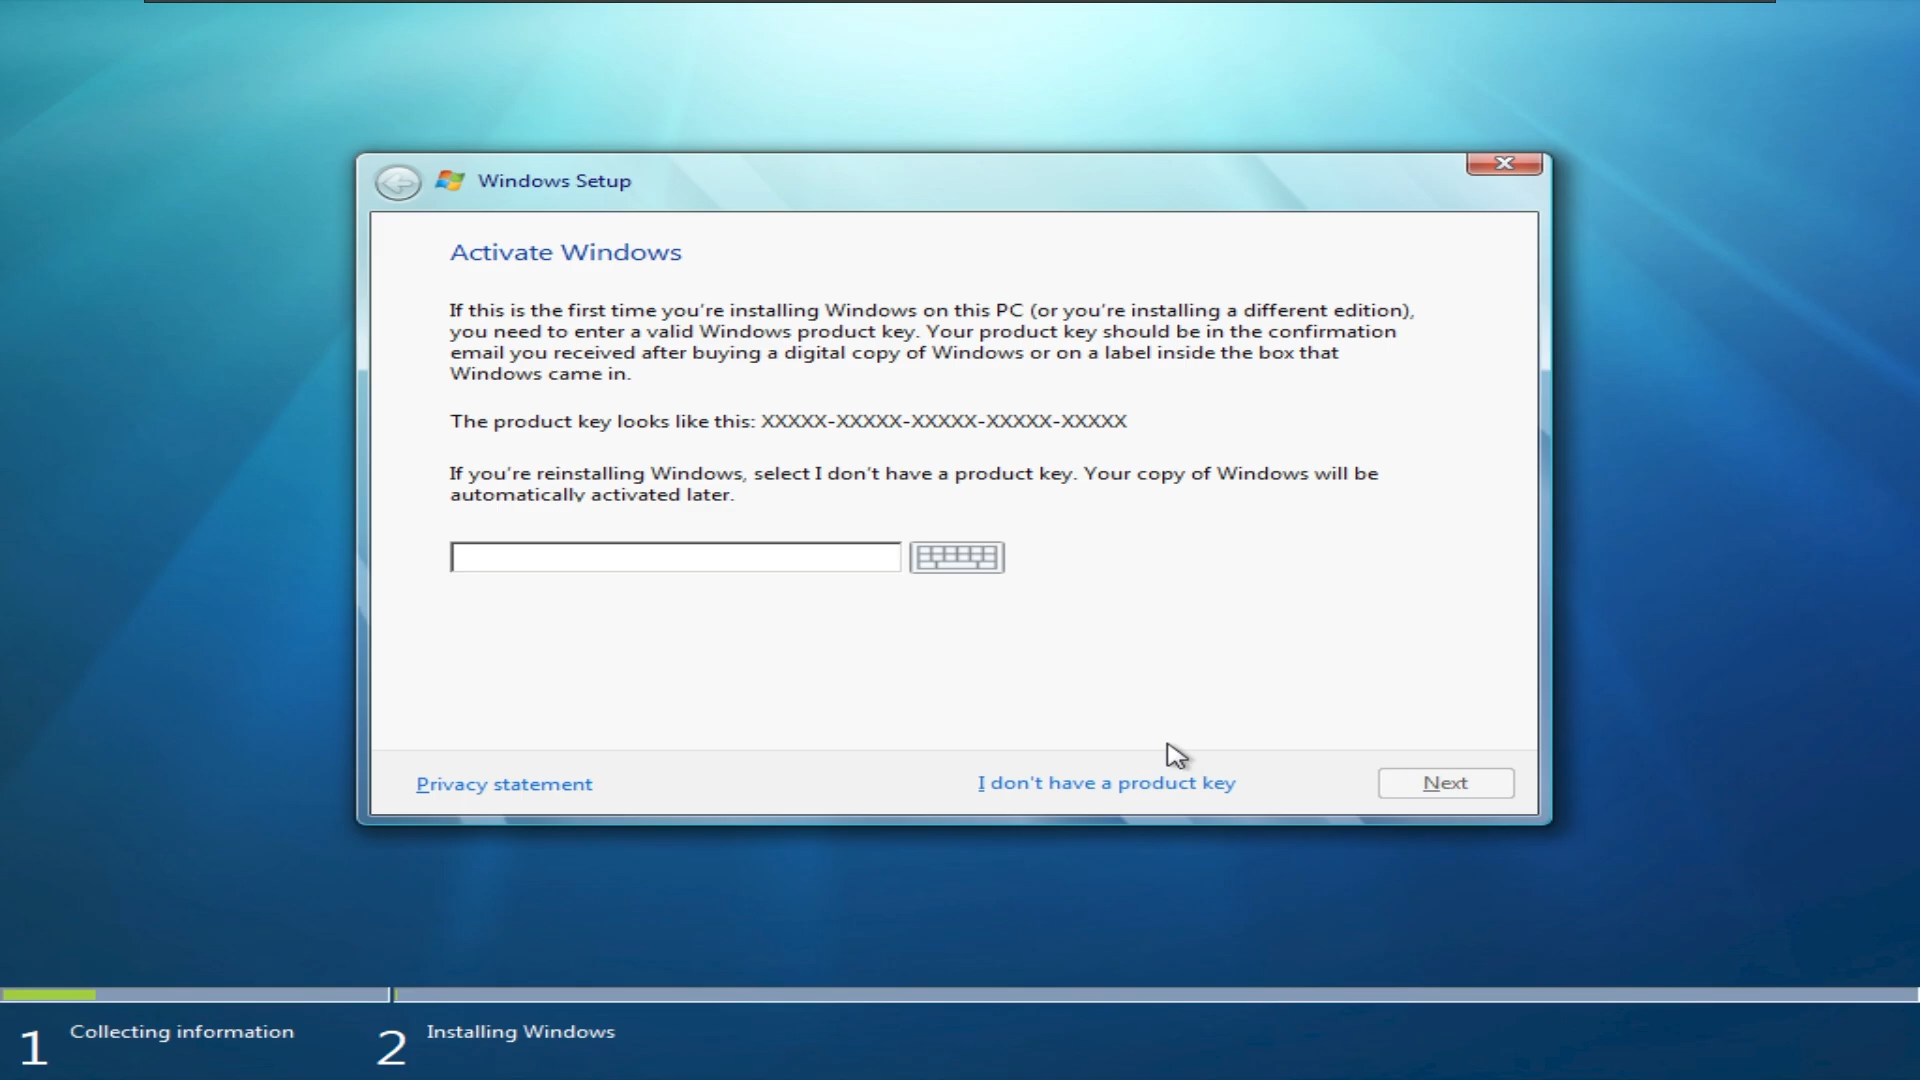 Windows Setup
Activate Windows
If this is the first time you're installing Windows on this PC (or you're installing a different edition),
you need to enter a valid Windows product key. Your product key should be in the confirmation
email you received after buying a digital copy of Windows or on a label inside the box that
Windows came in.
The product key looks like this: XXXXX-XXXXX-XXXXX-XXXXX-XXXXX
If you're reinstalling Windows, select I don't have a product key. Your copy of Windows will be
automatically activated later.
Privacy statement
I don't have a product key
Next
1 Collecting information
2 Installing Windows